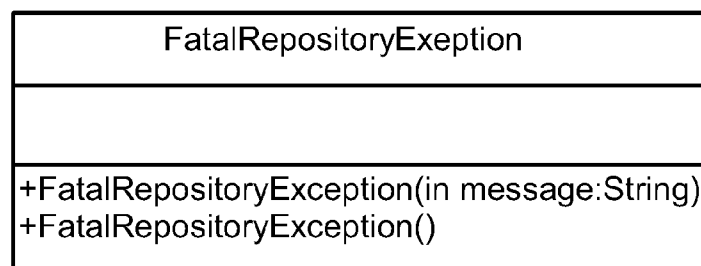 FatalRepositoryExeption
+FatalRepositoryException(in message:String)
+FatalRepositoryException()